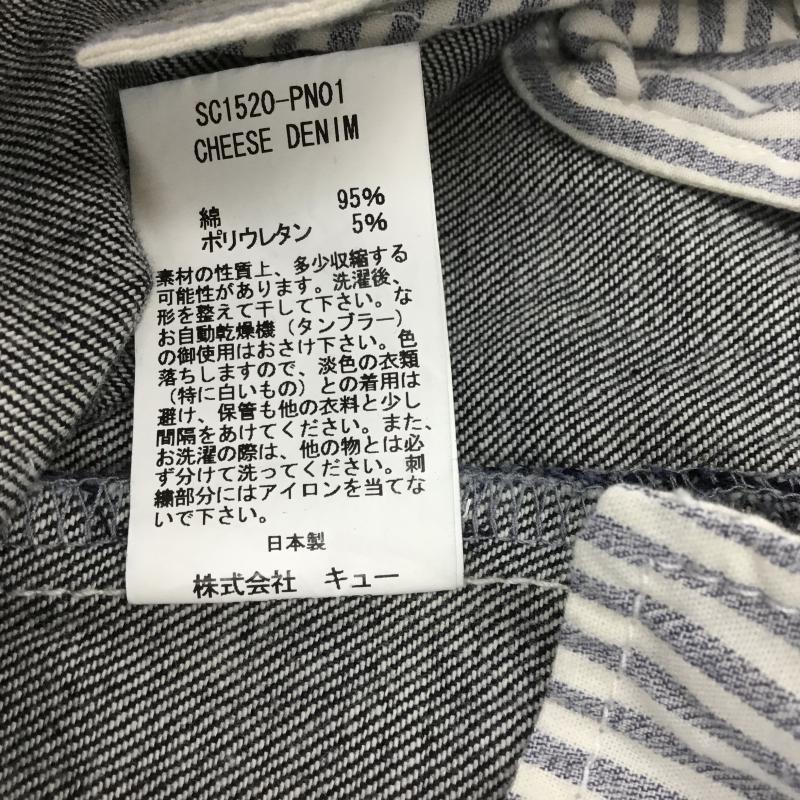 SC1520-PN01
CHEESE DENIM
綿 95%
ポリウレタン 5%
素材の性質上、多少収縮する
可能性があります。洗濯後、
形を整えて干して下さい。な
お自動乾燥機（タンブラー）
の御使用はおさけ下さい。色
落ちしますので、淡色の衣類
（特に白いもの）との着用は
避け、保管も他の衣料と少し
間隔をあけてください。また、
お洗濯の際は、他の物とは必
ず分けて洗ってください。刺
繍部分にはアイロンを当てな
いで下さい。
日本製
株式会社 キュー